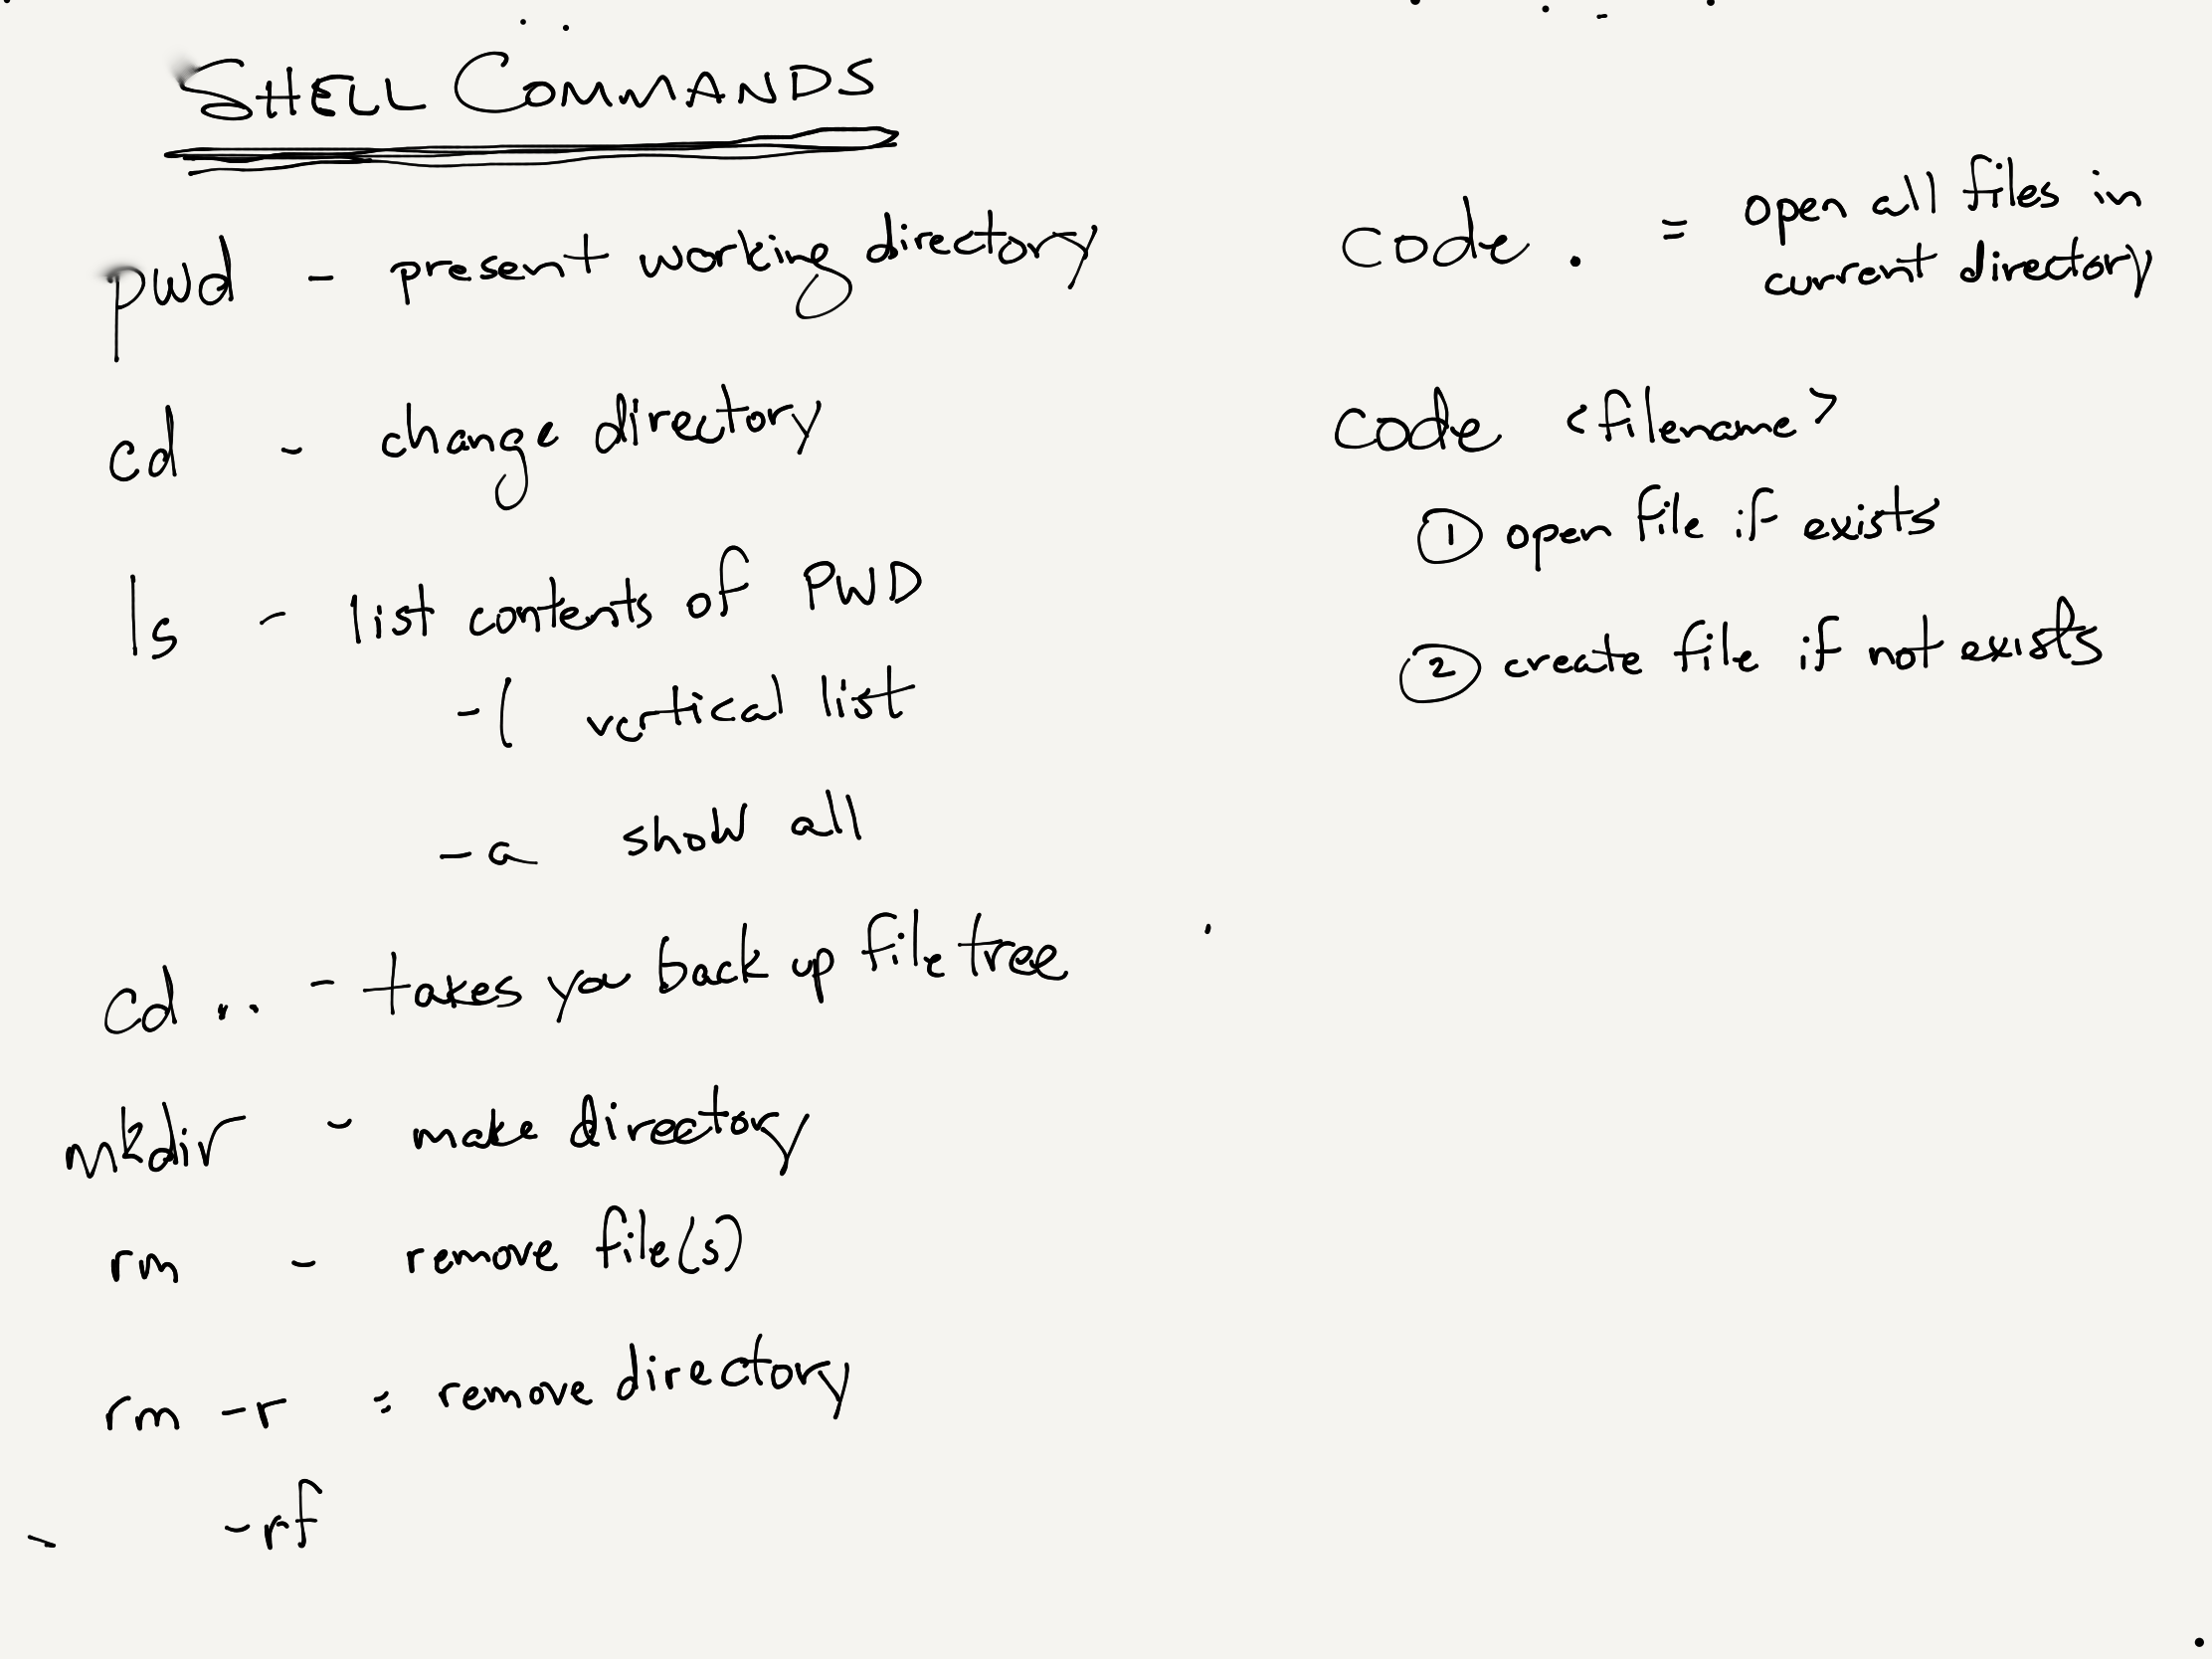 SHELL COMMANDS
pwd - present working directory
cd - change directory
ls - list contents of PWD
-l vertical list
-a show all
cd .. - takes you back up file tree
mkdir - make directory
rm - remove file(s)
rm -r = remove directory
-rf
code . = open all files in
current directory
code <filename>
① open file if exists
② create file if not exists